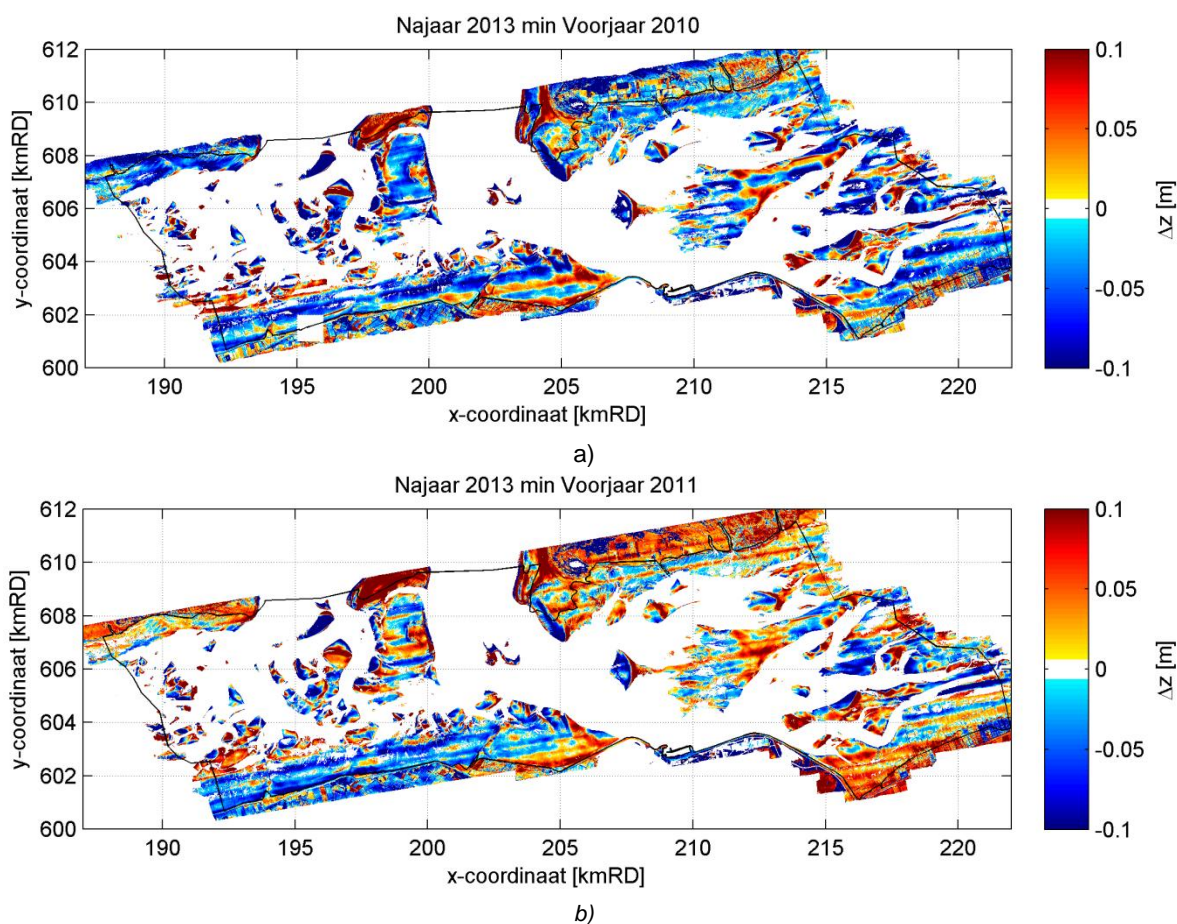 Najaar 2013 min Voorjaar 2010
612
610
608
606
604
602
600
y-coordinaat [kmRD]
190 195 200 205 210 215 220
x-coordinaat [kmRD]
0.1
0.05
0
-0.05
-0.1
Δz [m]
a)
Najaar 2013 min Voorjaar 2011
612
610
608
606
604
602
600
y-coordinaat [kmRD]
190 195 200 205 210 215 220
x-coordinaat [kmRD]
0.1
0.05
0
-0.05
-0.1
Δz [m]
b)